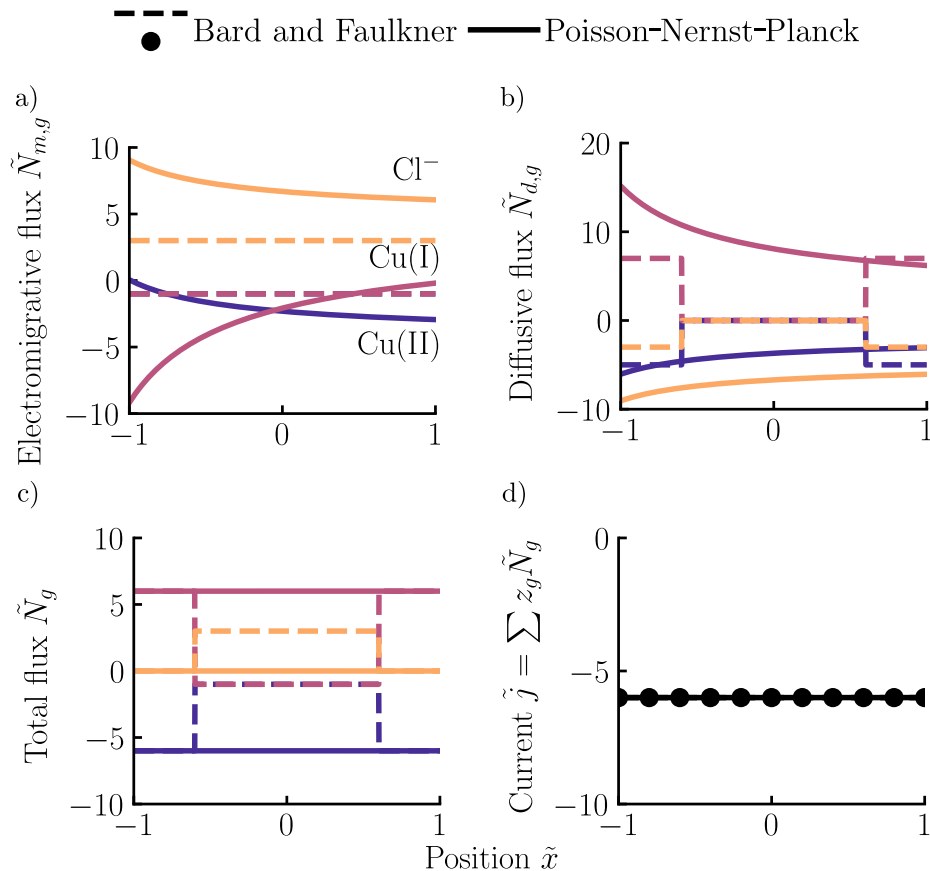 Bard and Faulkner Poisson-Nernst-Planck
a) b)
Electromigrative flux Ñ_{m,g}
10
5
0
−5
−10
−1 0 1
Cl⁻
Cu(I)
Cu(II)
Diffusive flux Ñ_{d,g}
20
10
0
−10
−1 0 1
c) d)
Total flux Ñ_g
10
5
0
−5
−10
−1 0 1
Current j̃ = ∑ z_g Ñ_g
0
−5
−10
−1 0 1
Position x̃